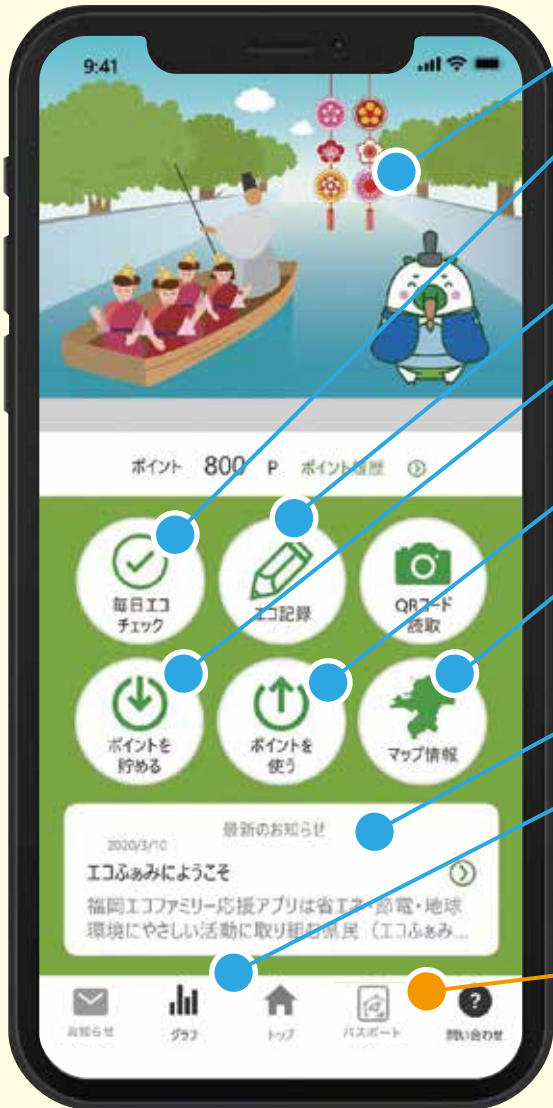 9:41
ポイント 800 P ポイント履歴
毎日エコ
チェック
エコ記録
QRコード
読取
ポイントを
貯める
ポイントを
使う
マップ情報
最新のお知らせ
2020/3/10
エコふぁみにようこそ
福岡エコファミリー応援アプリは省エネ・節電・地球
環境にやさしい活動に取り組む県民（エコふぁみ...
お知らせ
グラフ
トップ
パスポート
?
問い合わせ